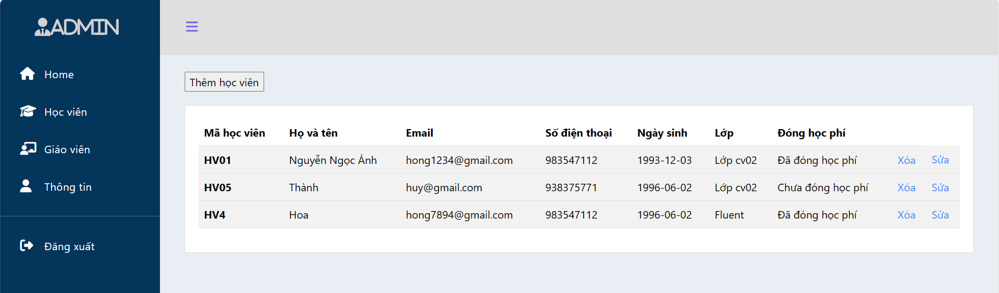 ADMIN
Home
Học viên
Giáo viên
Thông tin
Đăng xuất
Thêm học viên
Mã học viên Họ và tên Email Số điện thoại Ngày sinh Lớp Đóng học phí
HV01 Nguyễn Ngọc Ánh hong1234@gmail.com 983547112 1993-12-03 Lớp cv02 Đã đóng học phí Xóa Sửa
HV05 Thành huy@gmail.com 938375771 1996-06-02 Lớp cv02 Chưa đóng học phí Xóa Sửa
HV4 Hoa hong7894@gmail.com 983547112 1996-06-02 Fluent Đã đóng học phí Xóa Sửa